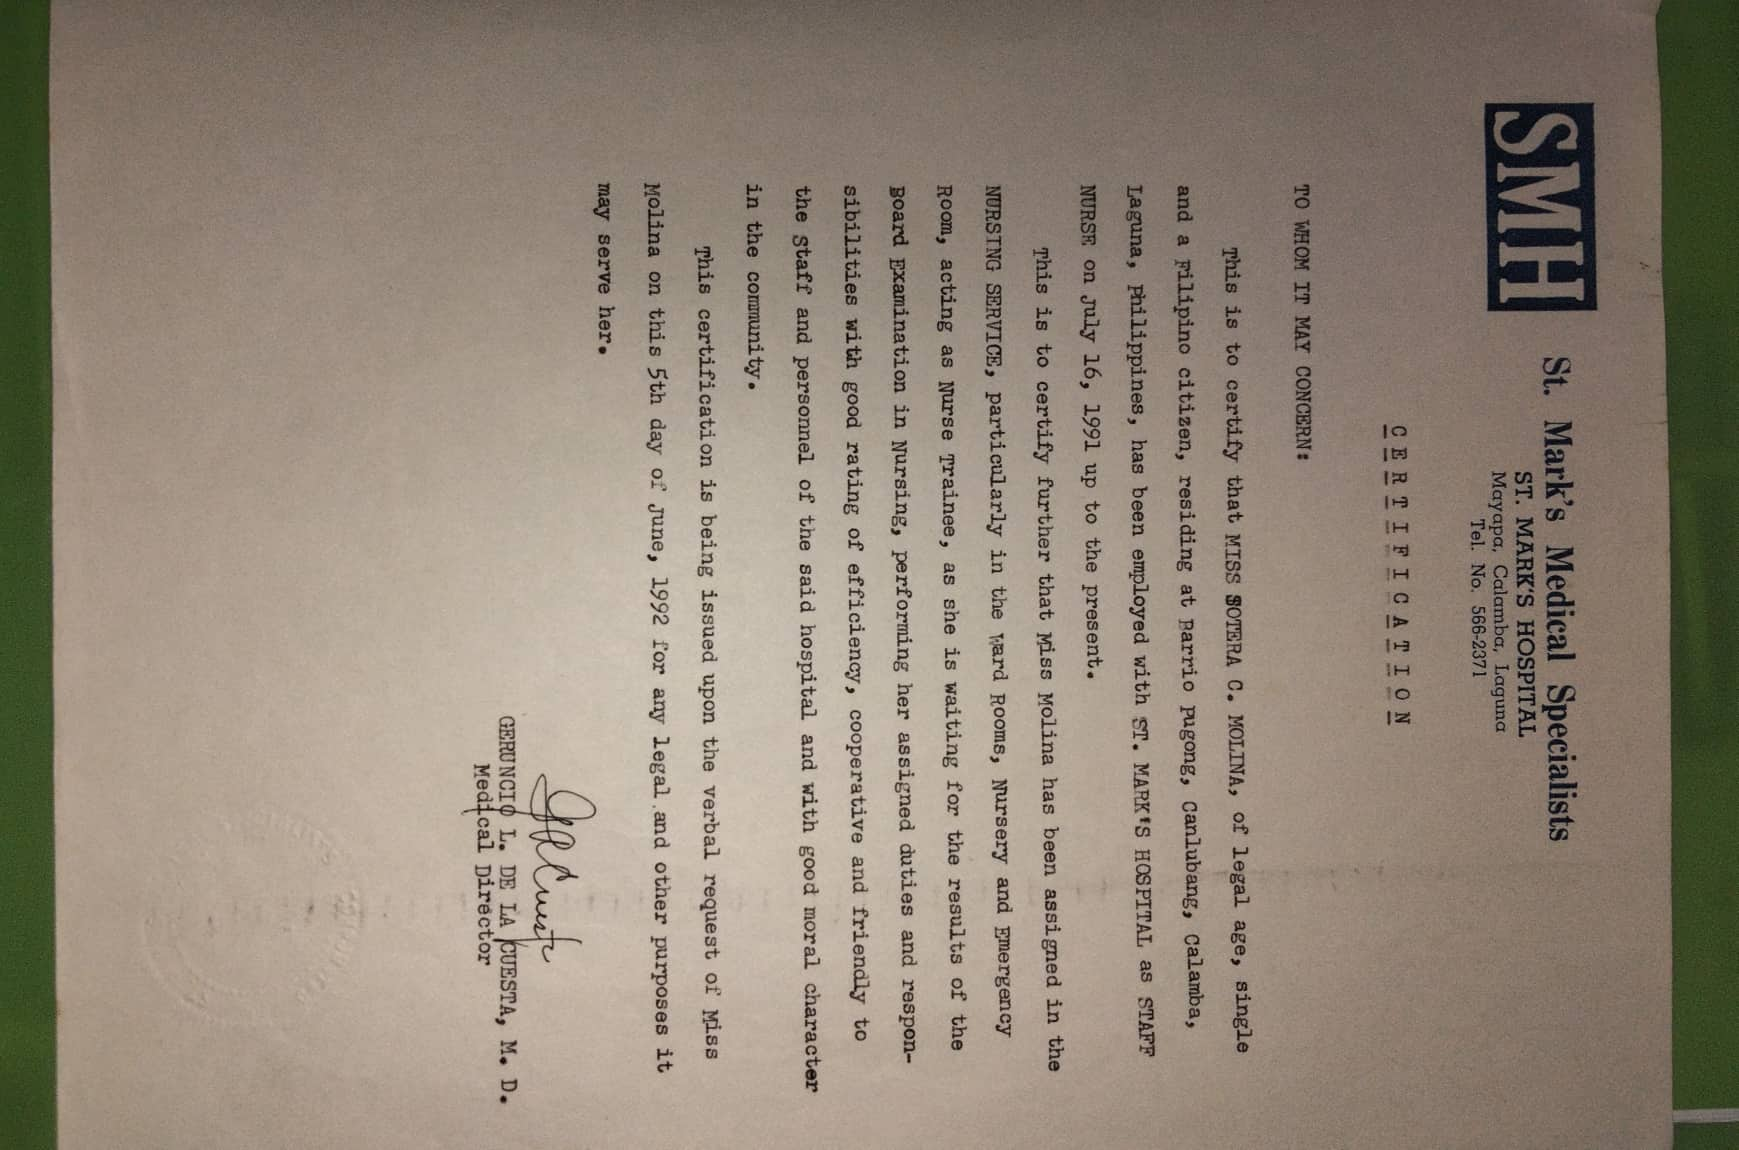 SMH
St. Mark's Medical Specialists
ST. MARK'S HOSPITAL
Mayapa, Calamba, Laguna
Tel. No. 566-2371
C E R T I F I C A T I O N
TO WHOM IT MAY CONCERN:
This is to certify that MISS SOTERA C. MOLINA, of legal age, single
and a Filipino citizen, residing at Barrio Pugong, Canlubang, Calamba,
Laguna, Philippines, has been employed with ST. MARK'S HOSPITAL as STAFF
NURSE on July 16, 1991 up to the present.
This is to certify further that Miss Molina has been assigned in the
NURSING SERVICE, particularly in the Ward Rooms, Nursery and Emergency
Room, acting as Nurse Trainee, as she is waiting for the results of the
Board Examination in Nursing, performing her assigned duties and respon-
sibilities with good rating of efficiency, cooperative and friendly to
the Staff and personnel of the said hospital and with good moral character
in the community.
This certification is being issued upon the verbal request of Miss
Molina on this 5th day of June, 1992 for any legal and other purposes it
may serve her.
GERUNCIO L. DE LA CUESTA, M. D.
Medical Director